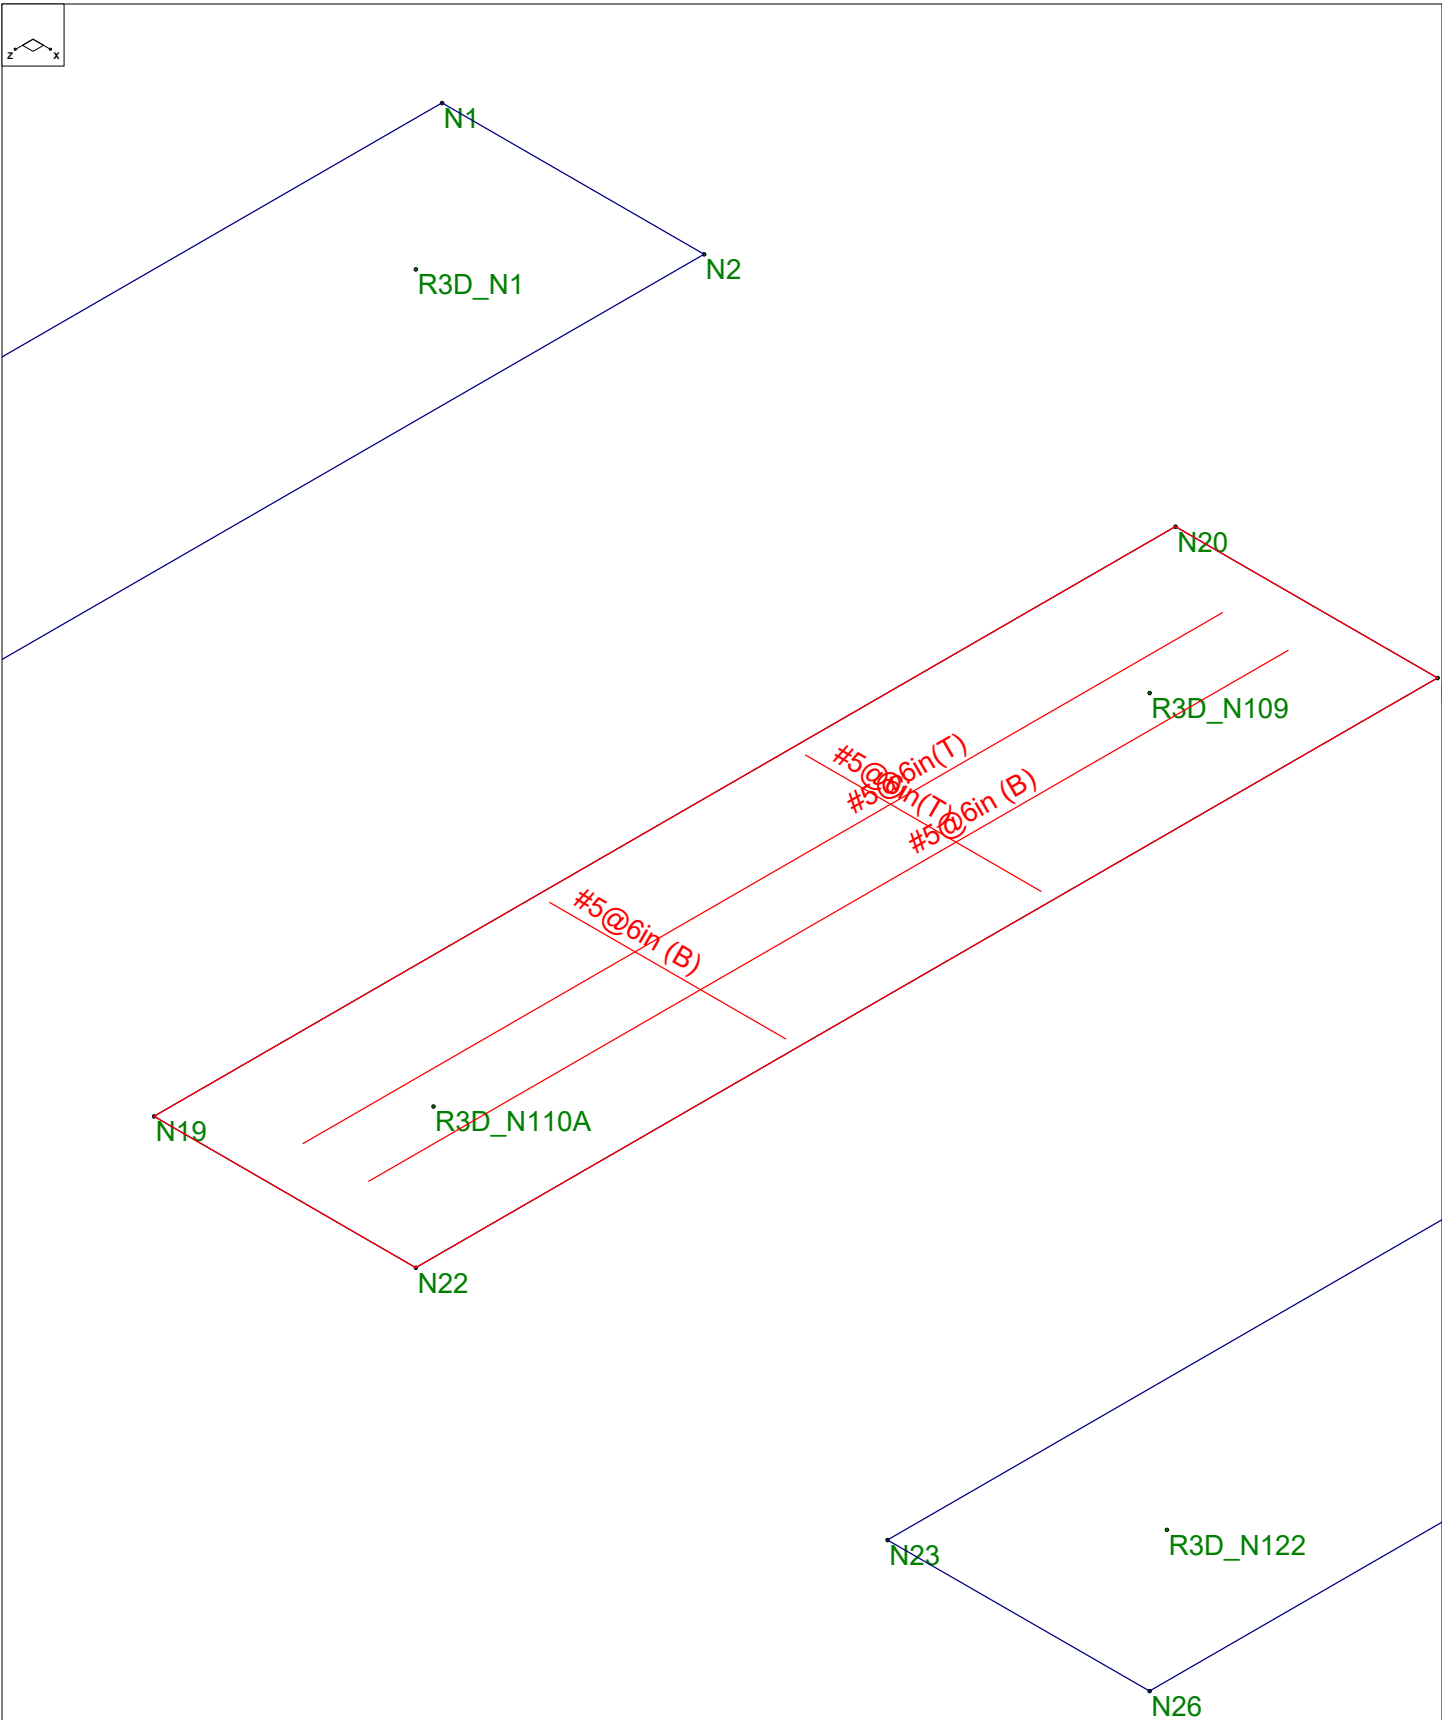 z x
N1
N2
R3D_N1
N20
R3D_N109
#5@6in(T)
#5@6in(T)
#5@6in (B)
#5@6in (B)
R3D_N110A
N19
N22
N23
R3D_N122
N26